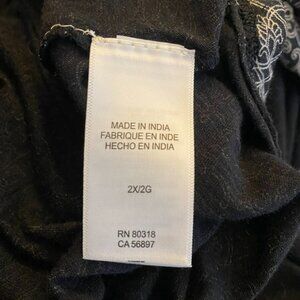 MADE IN INDIA
FABRIQUE EN INDE
HECHO EN INDIA
2X/2G
RN 80318
CA 56897